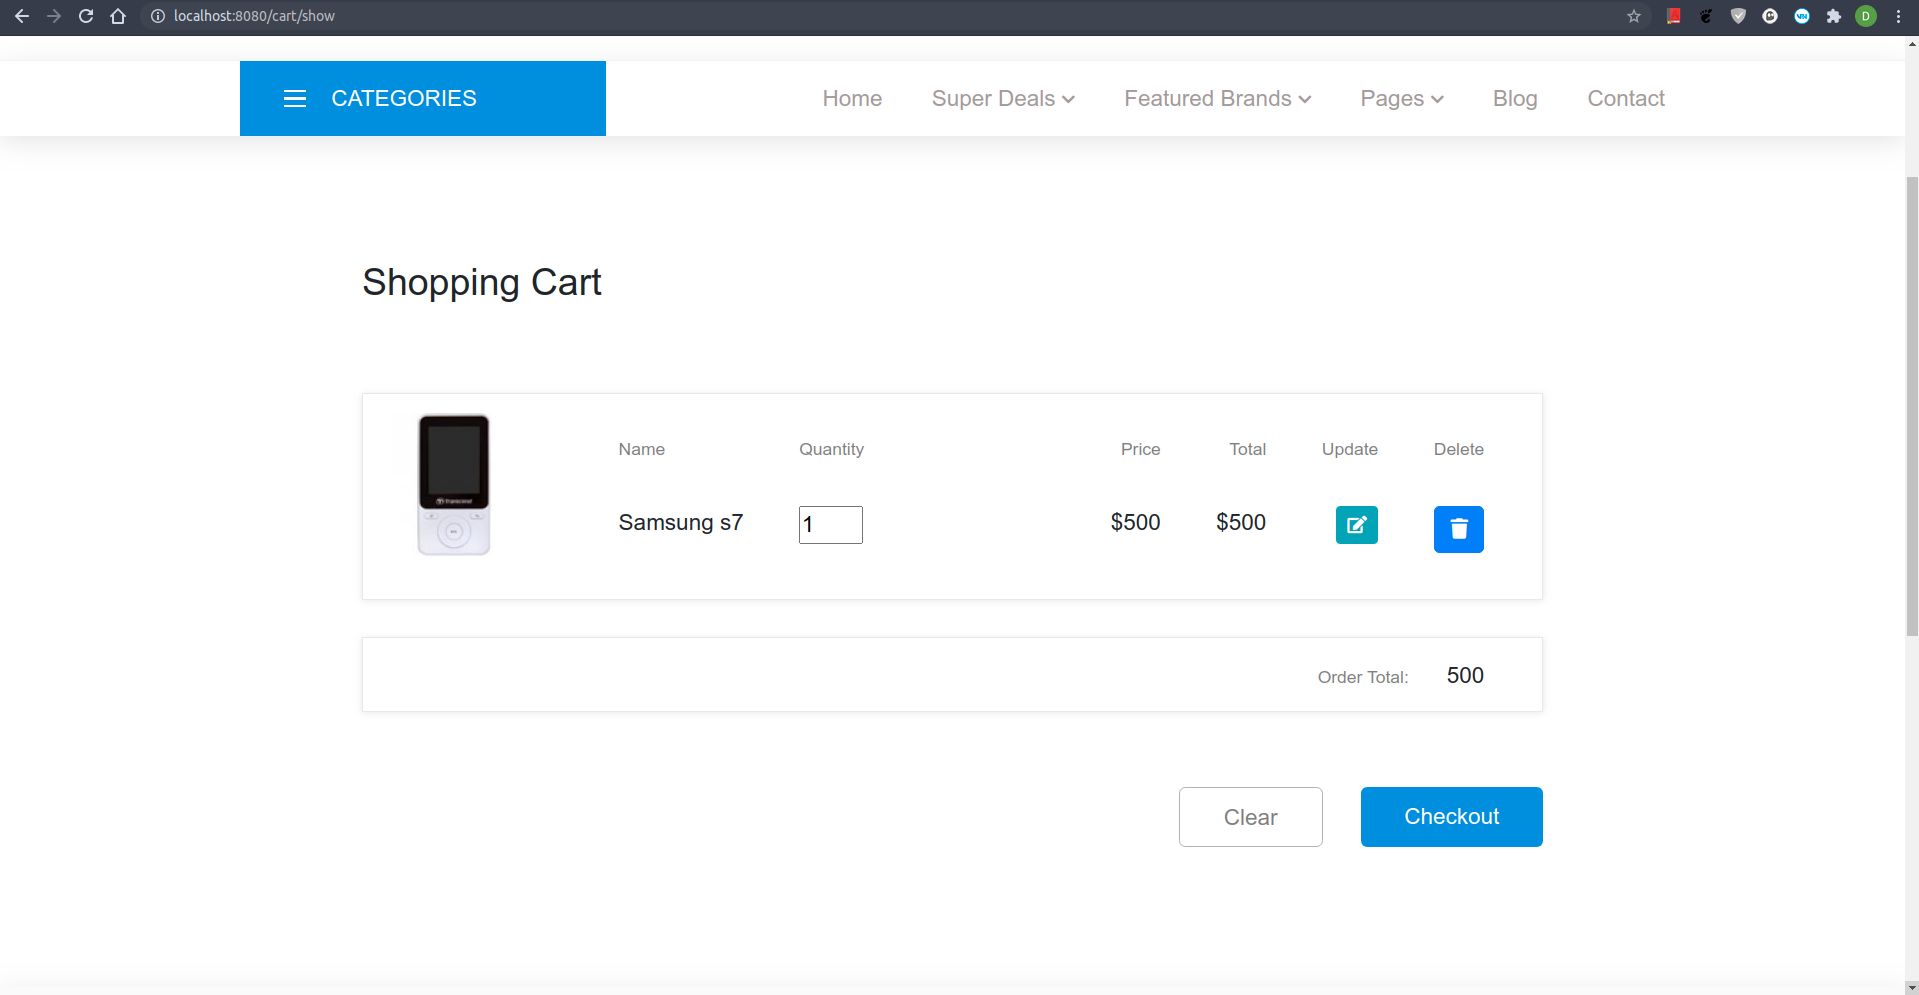 localhost:8080/cart/show
D
CATEGORIES
Home Super Deals Featured Brands Pages Blog Contact
Shopping Cart
Name Quantity Price Total Update Delete
Transcend
Samsung s7 1 $500 $500
Order Total: 500
Clear Checkout